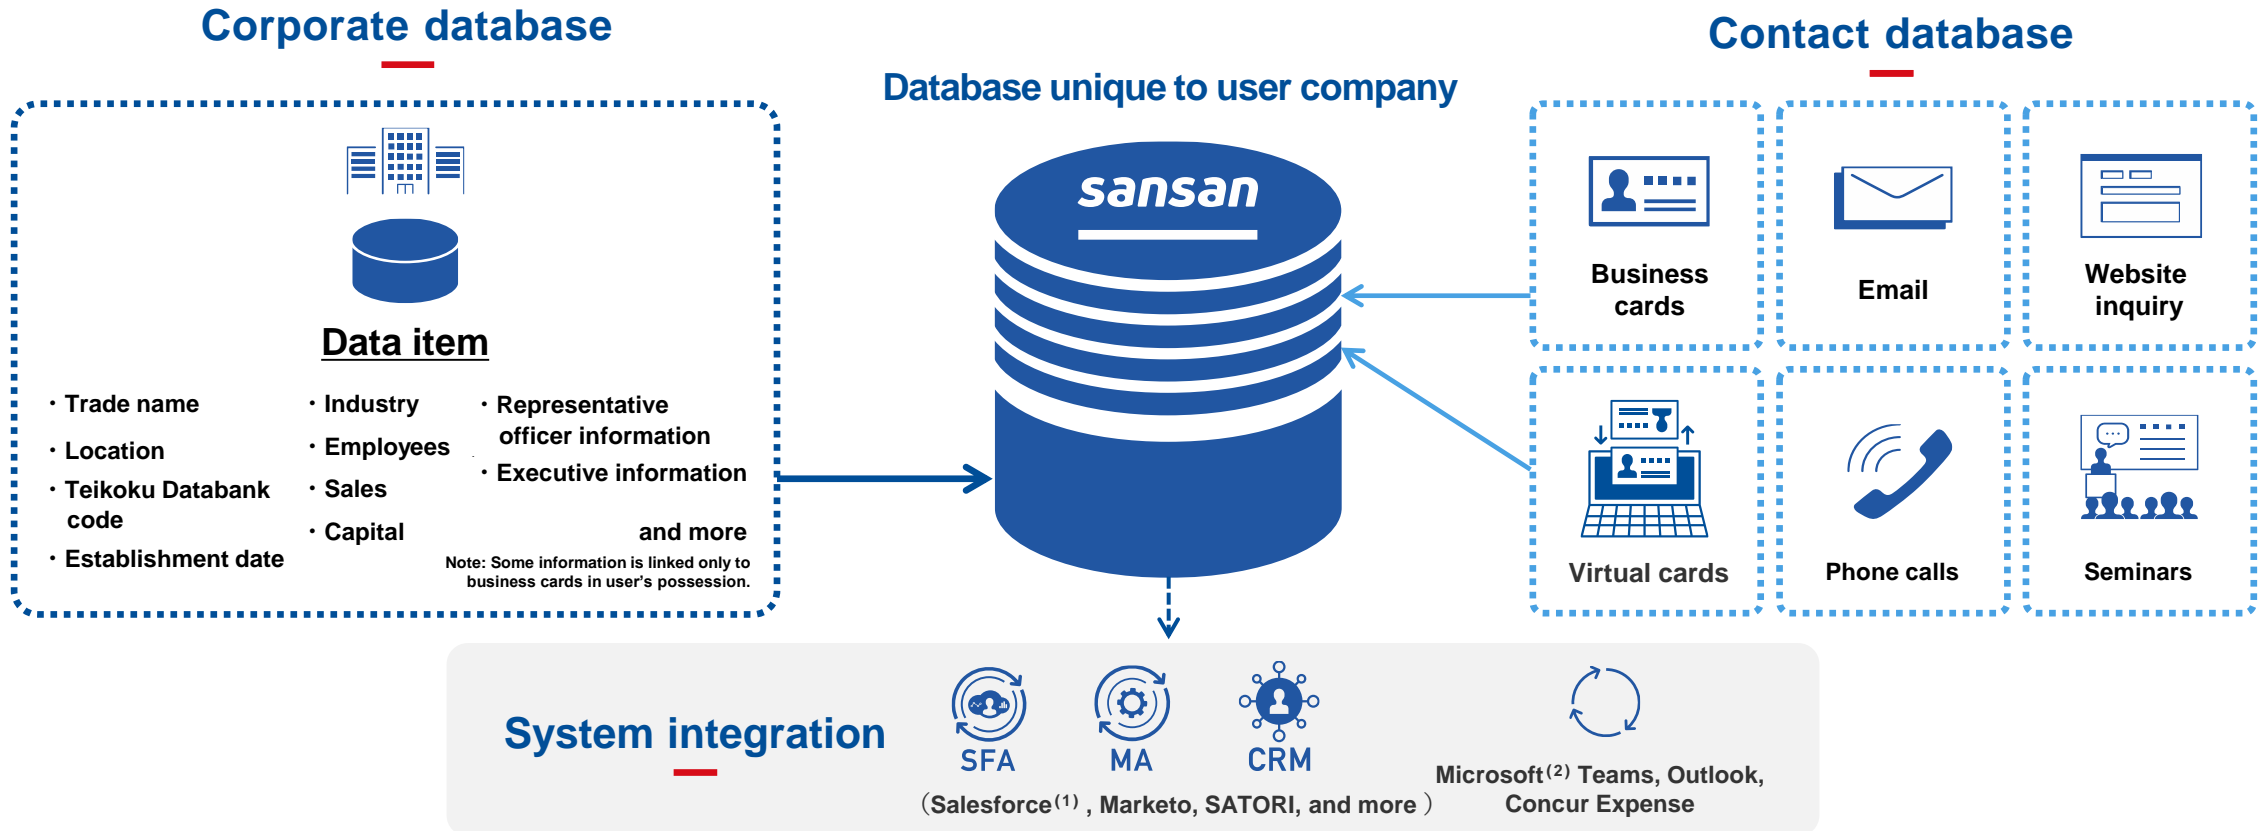 Corporate database
・Trade name
・Location
・Teikoku Databank
code
・Establishment date
Data item
・Industry
・Employees
・Sales
・Capital
・Representative
officer information
・Executive information
and more
Note: Some information is linked only to
business cards in user's possession.
Database unique to user company
sansan
Contact database
Business
cards
Email
Website
inquiry
Virtual cards
Phone calls
Seminars
System integration
SFA
MA
CRM
（Salesforce(1) , Marketo, SATORI, and more）
Microsoft(2) Teams, Outlook,
Concur Expense